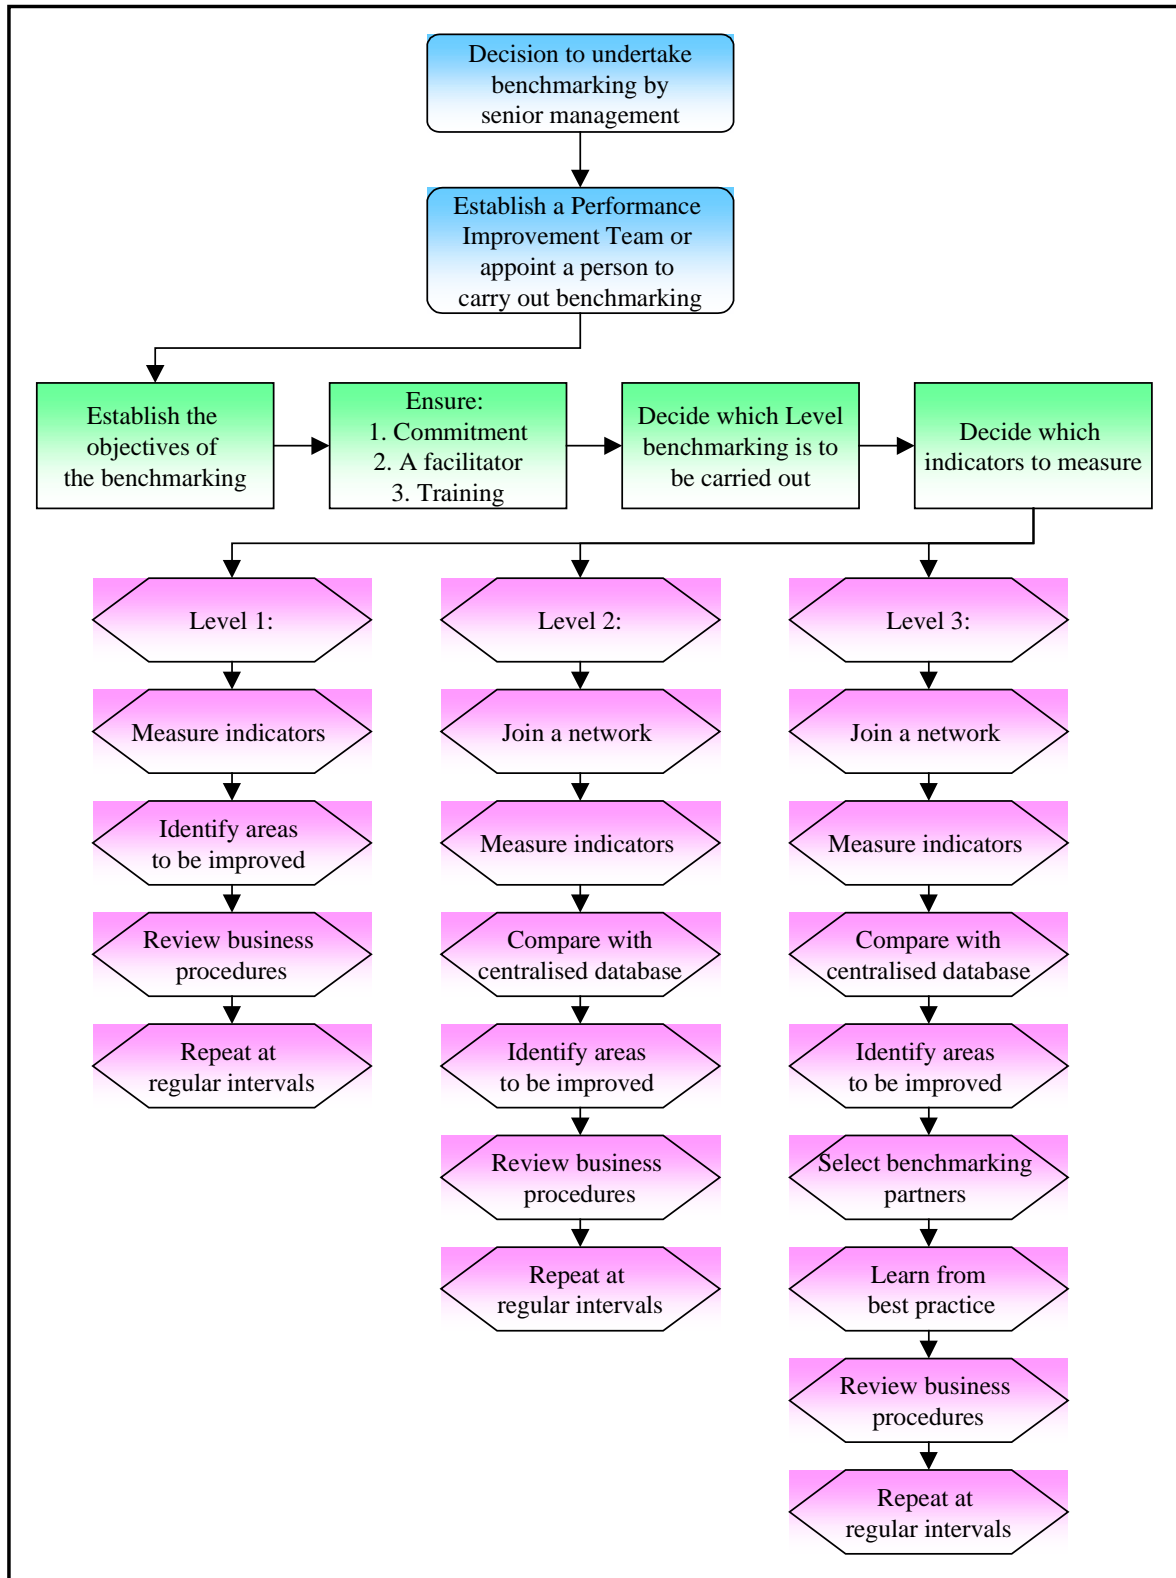 Decision to undertake
benchmarking by
senior management
Establish a Performance
Improvement Team or
appoint a person to
carry out benchmarking
Establish the
objectives of
the benchmarking
Ensure:
1. Commitment
2. A facilitator
3. Training
Decide which Level
benchmarking is to
be carried out
Decide which
indicators to measure
Level 1:
Measure indicators
Identify areas
to be improved
Review business
procedures
Repeat at
regular intervals
Level 2:
Join a network
Measure indicators
Compare with
centralised database
Identify areas
to be improved
Review business
procedures
Repeat at
regular intervals
Level 3:
Join a network
Measure indicators
Compare with
centralised database
Identify areas
to be improved
Select benchmarking
partners
Learn from
best practice
Review business
procedures
Repeat at
regular intervals